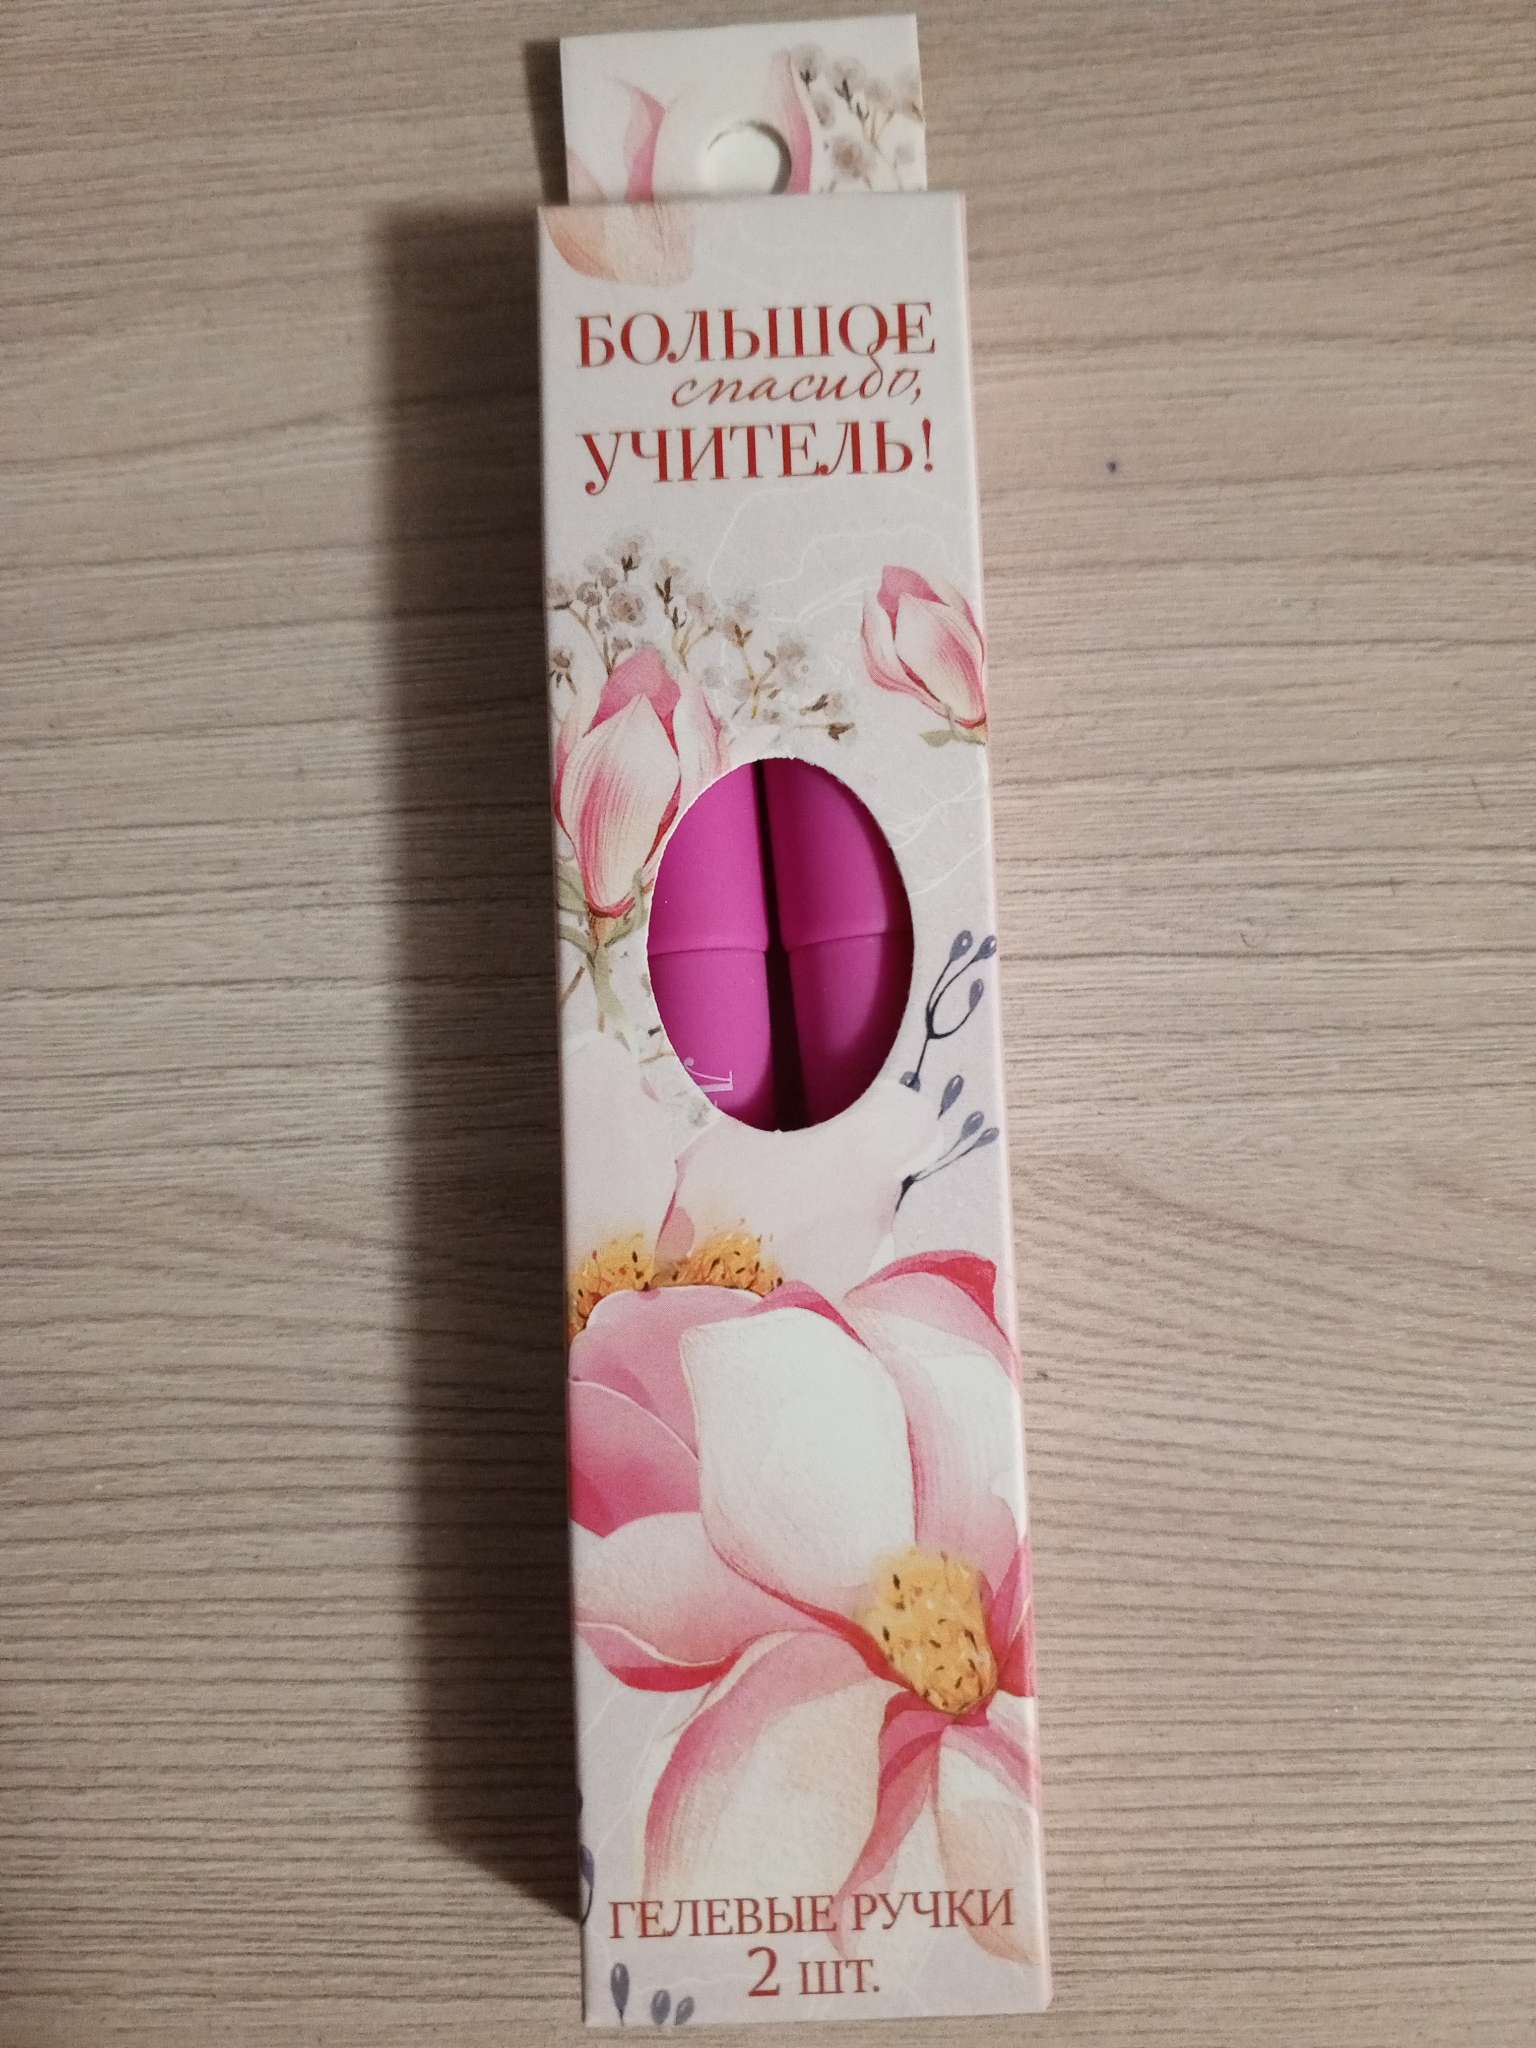 БОЛЬШОЕ
спасибо,
УЧИТЕЛЬ!
ГЕЛЕВЫЕ РУЧКИ
2 шт.